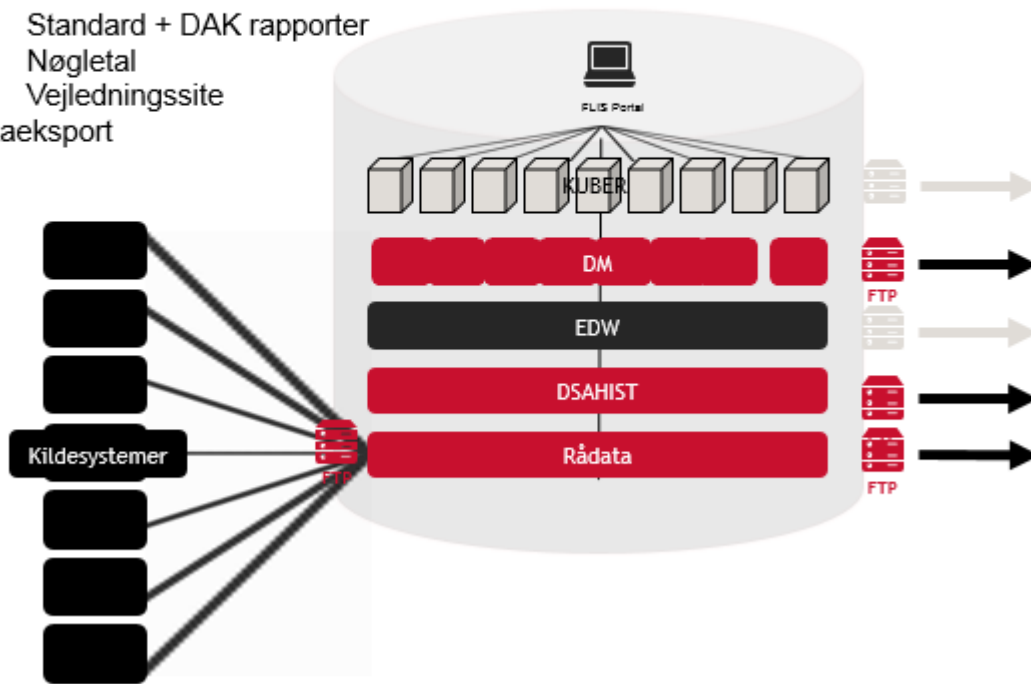 Standard + DAK rapporter
Nøgletal
Vejledningssite
aeksport
FLIS Portal
KUBER
DM
FTP
EDW
DSAHIST
Kildesystemer
FTP
Rådata
FTP